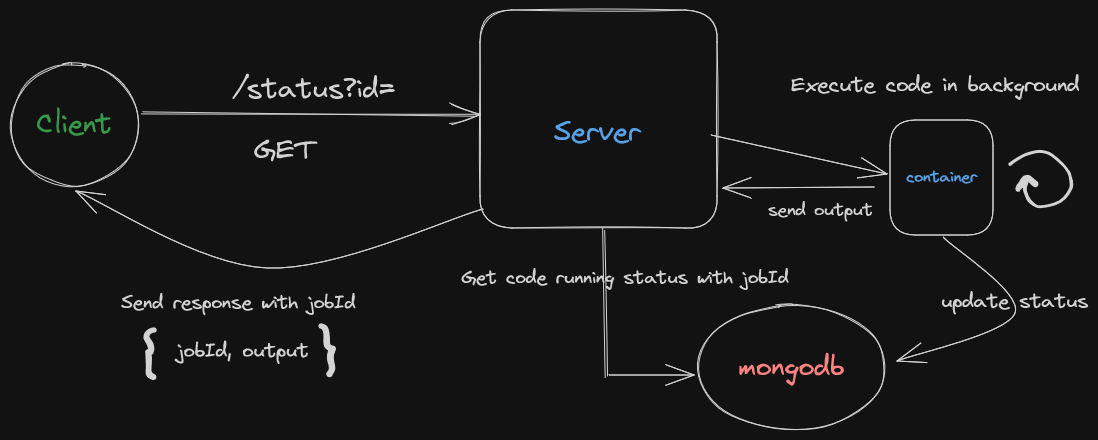 /status?id=
Execute code in background
Client
Server
GET
container
send output
Get code running status with jobId
Send response with jobId
update status
{ jobId, output }
mongodb